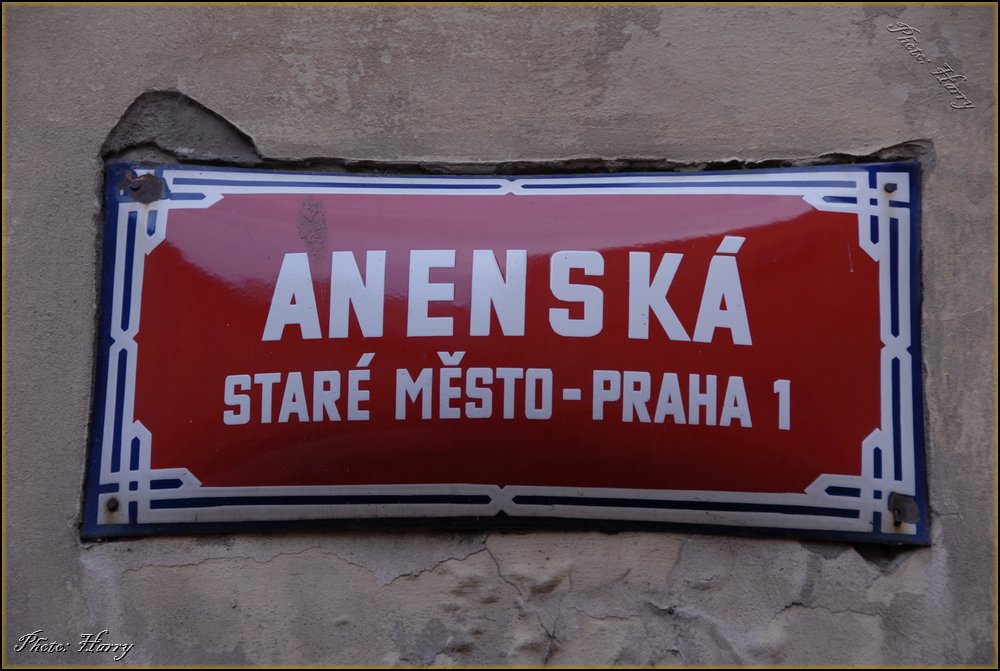 Photo: Harry
ANENSKÁ
STARÉ MĚSTO - PRAHA 1
Photo: Harry